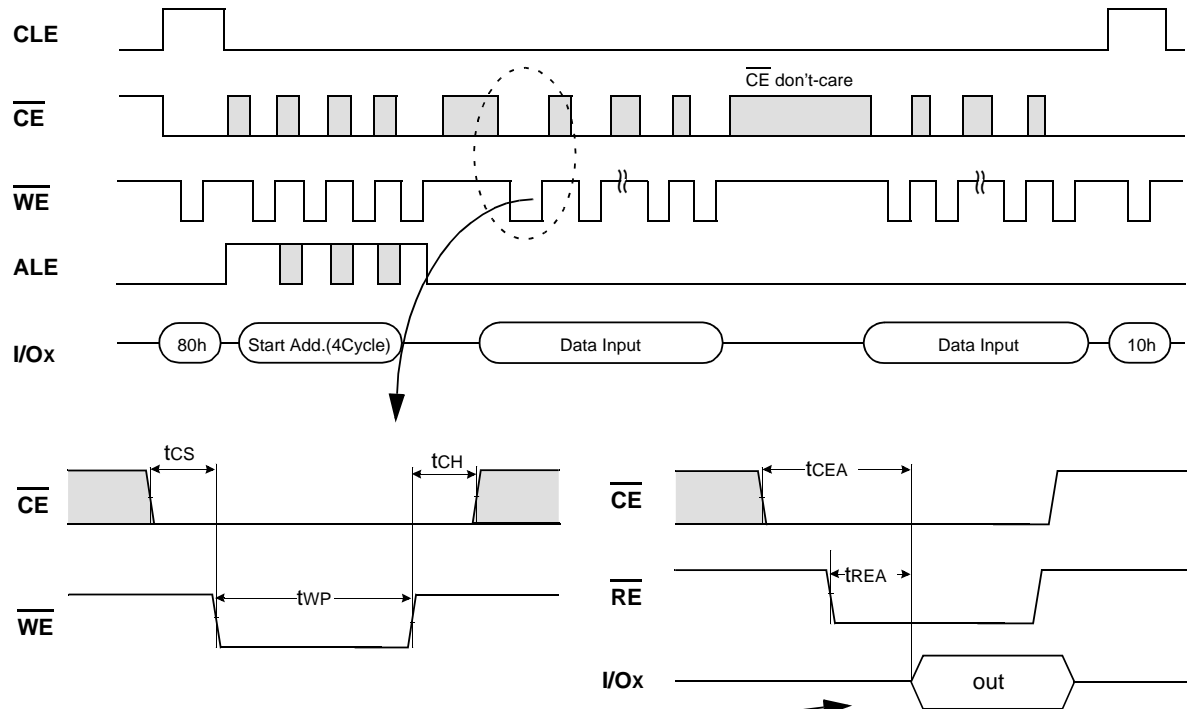 CLE
CE don't-care
CE
WE
ALE
I/Ox 80h Start Add.(4Cycle) Data Input Data Input 10h
tCS tCH
CE
tWP
WE
tCEA
CE
tREA
RE
I/Ox out